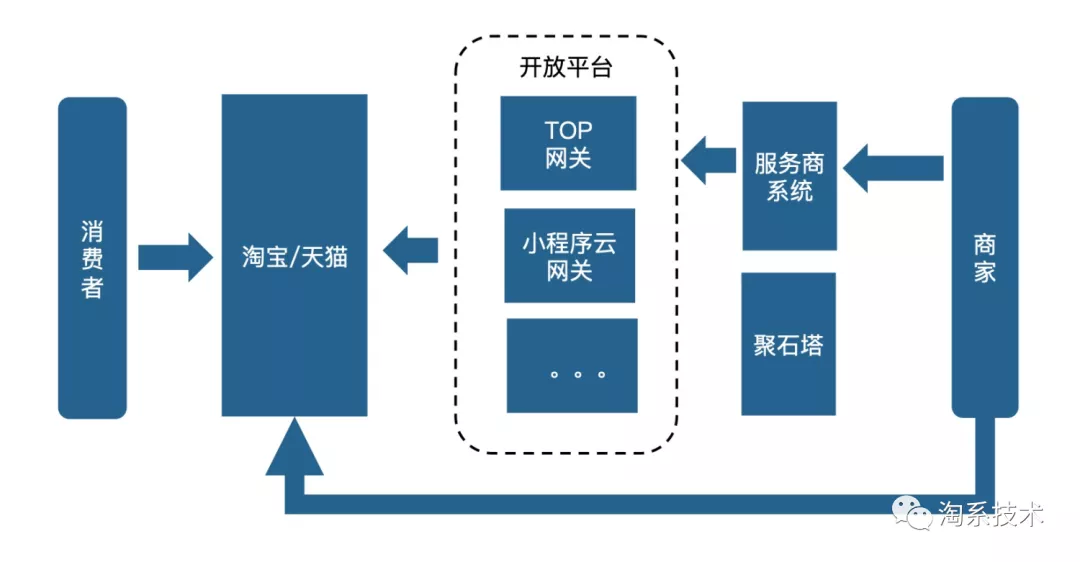 开放平台
消
费
者
淘宝/天猫
TOP
网关
小程序云
网关
。。。
服务商
系统
聚石塔
商
家
淘系技术